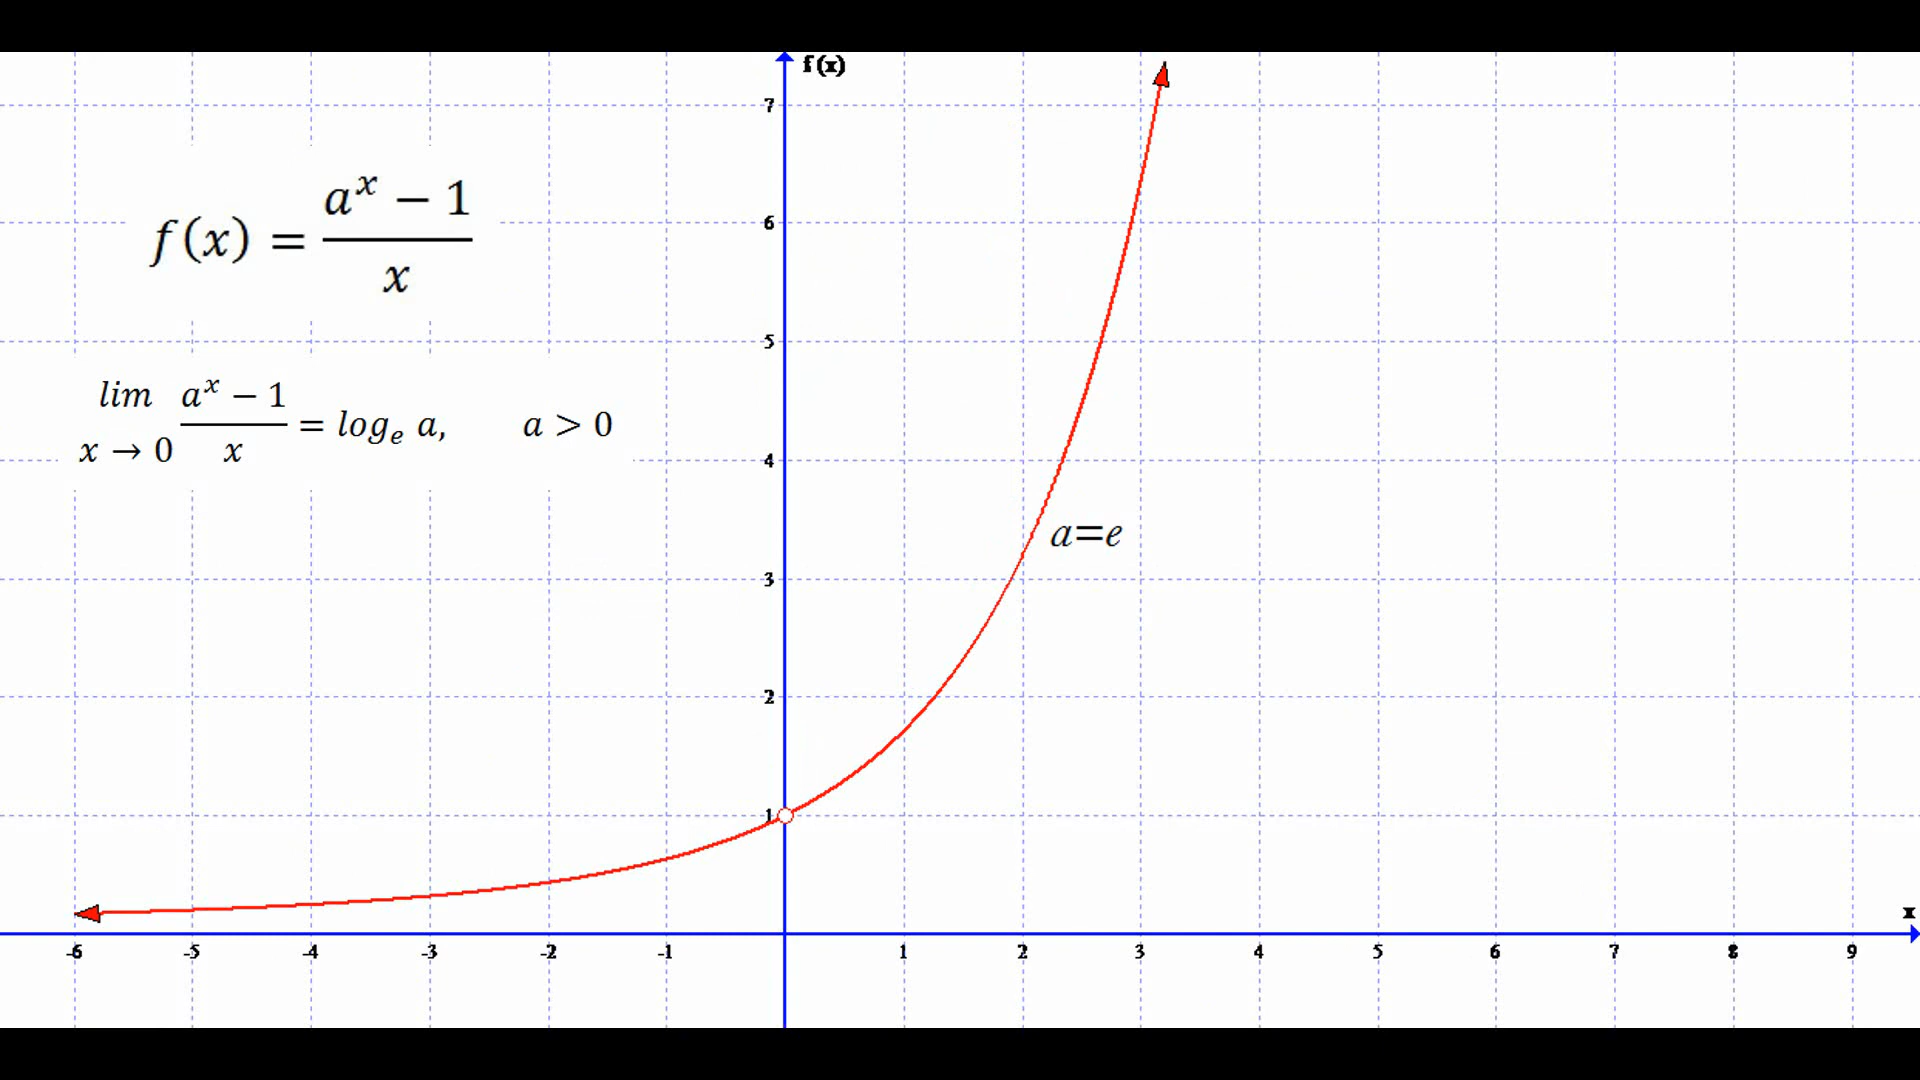 f(x)
7
f(x) = (a^x − 1)/x
6
5
lim x → 0 (a^x − 1)/x = log_e a, a > 0
4
a=e
3
2
1
x
-6 -5 -4 -3 -2 -1 1 2 3 4 5 6 7 8 9